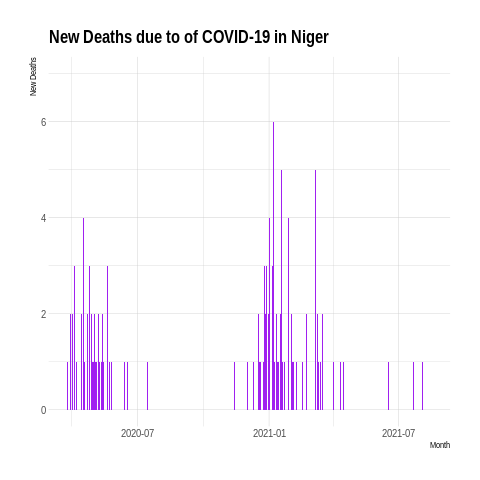 New Deaths due to of COVID-19 in Niger
New Deaths
6
4
2
0
2020-07
2021-01
2021-07
Month